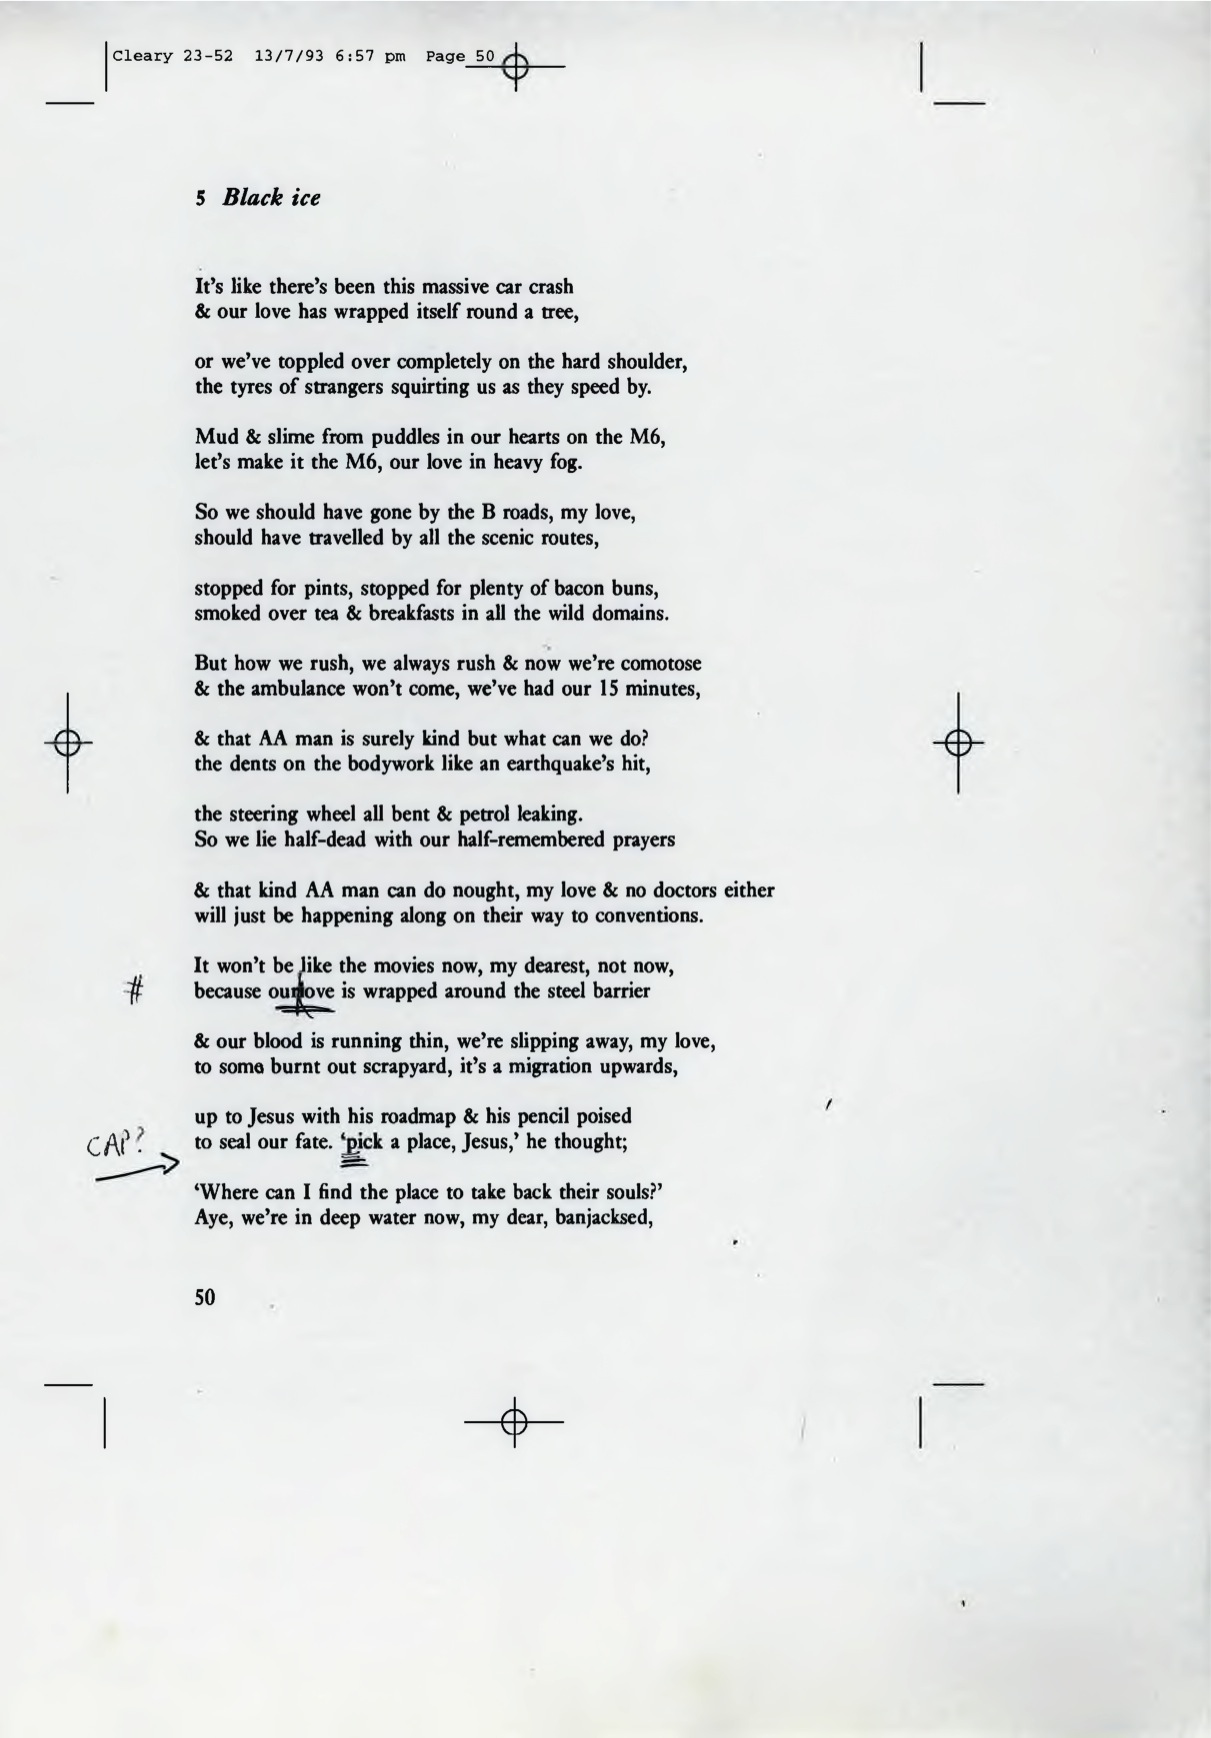 Cleary 23-52 13/7/93 6:57 pm Page 50
5 Black ice
It's like there's been this massive car crash
& our love has wrapped itself round a tree,
or we've toppled over completely on the hard shoulder,
the tyres of strangers squirting us as they speed by.
Mud & slime from puddles in our hearts on the M6,
let's make it the M6, our love in heavy fog.
So we should have gone by the B roads, my love,
should have travelled by all the scenic routes,
stopped for pints, stopped for plenty of bacon buns,
smoked over tea & breakfasts in all the wild domains.
But how we rush, we always rush & now we're comotose
& the ambulance won't come, we've had our 15 minutes,
& that AA man is surely kind but what can we do?
the dents on the bodywork like an earthquake's hit,
the steering wheel all bent & petrol leaking.
So we lie half-dead with our half-remembered prayers
& that kind AA man can do nought, my love & no doctors either
will just be happening along on their way to conventions.
It won't be like the movies now, my dearest, not now,
# because our love is wrapped around the steel barrier
& our blood is running thin, we're slipping away, my love,
to some burnt out scrapyard, it's a migration upwards,
up to Jesus with his roadmap & his pencil poised
CAP? to seal our fate. 'pick a place, Jesus,' he thought;
'Where can I find the place to take back their souls?'
Aye, we're in deep water now, my dear, banjacksed,
50